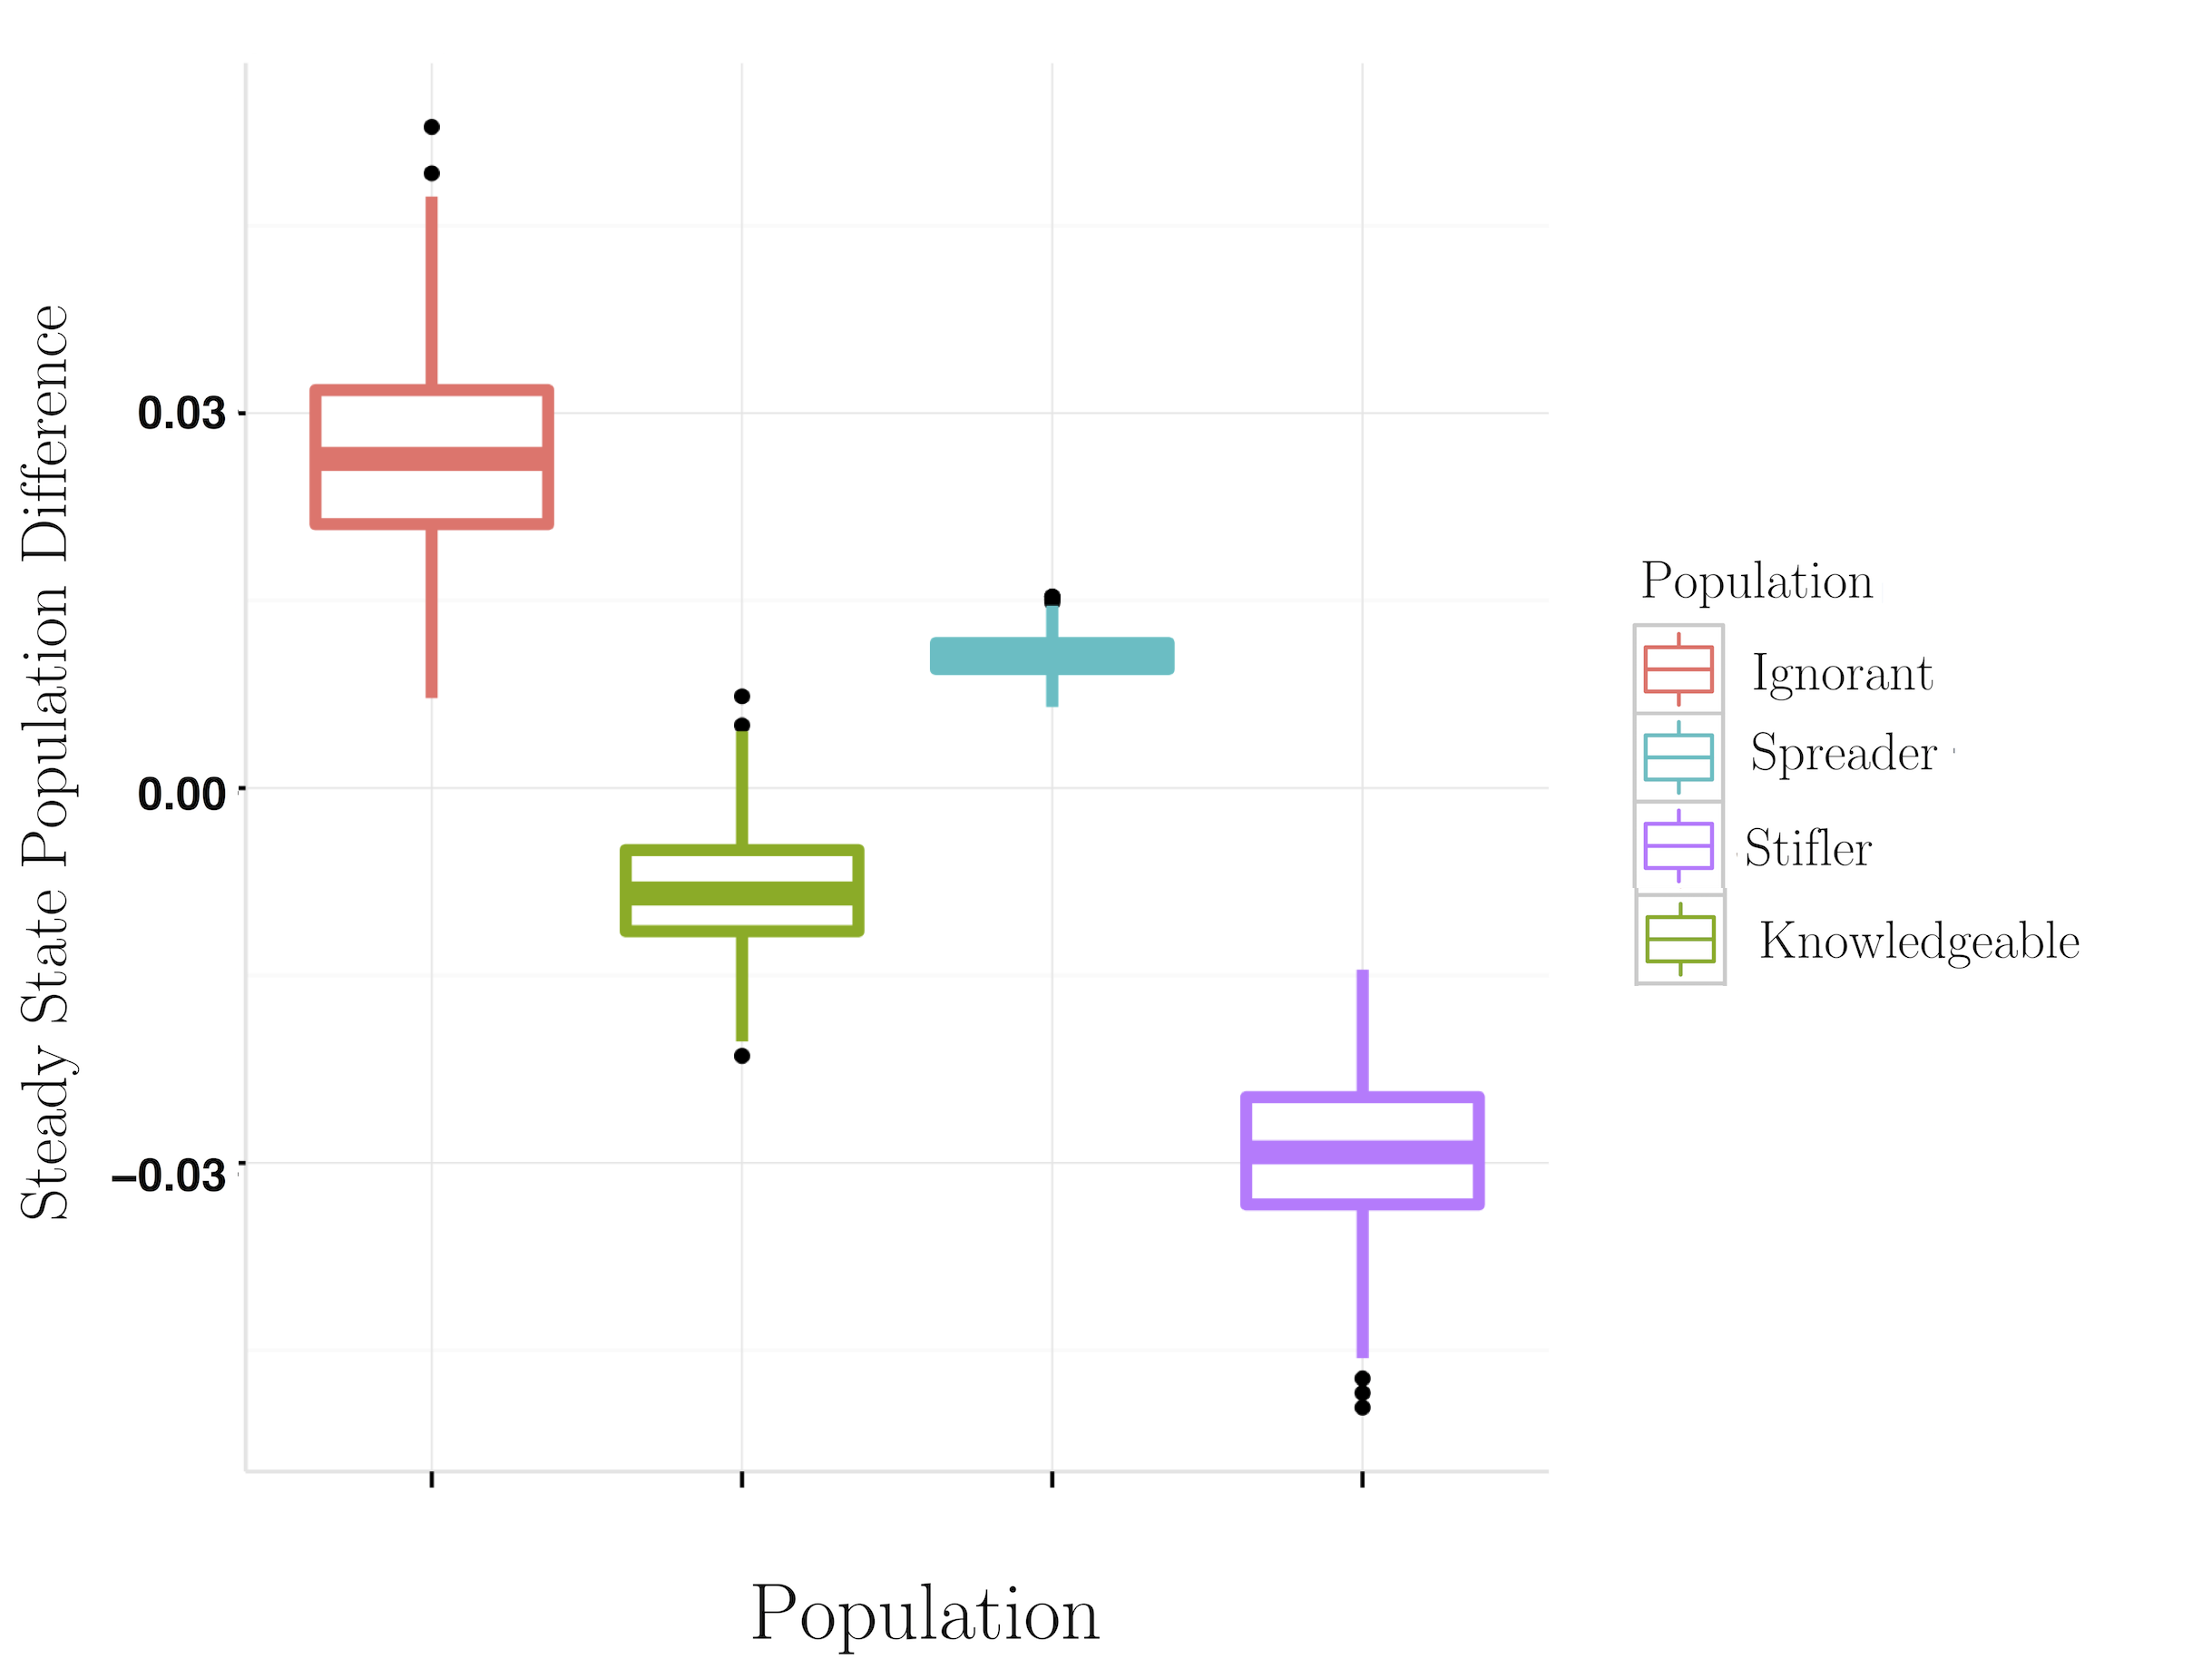 Steady State Population Difference
0.03
0.00
−0.03
Population
Population
Ignorant
Spreader
Stifler
Knowledgeable